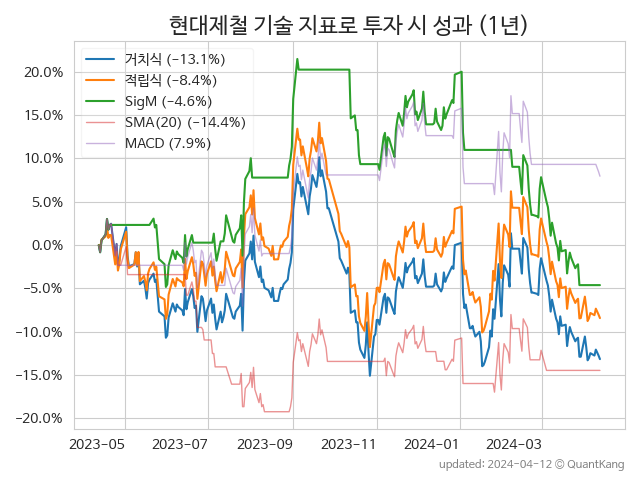 현대제철 기술 지표로 투자 시 성과 (1년)
거치식 (−13.1%)
적립식 (−8.4%)
SigM (−4.6%)
SMA(20) (−14.4%)
MACD (7.9%)
20.0%
15.0%
10.0%
5.0%
0.0%
−5.0%
−10.0%
−15.0%
−20.0%
2023-05 2023-07 2023-09 2023-11 2024-01 2024-03
updated: 2024-04-12 © QuantKang